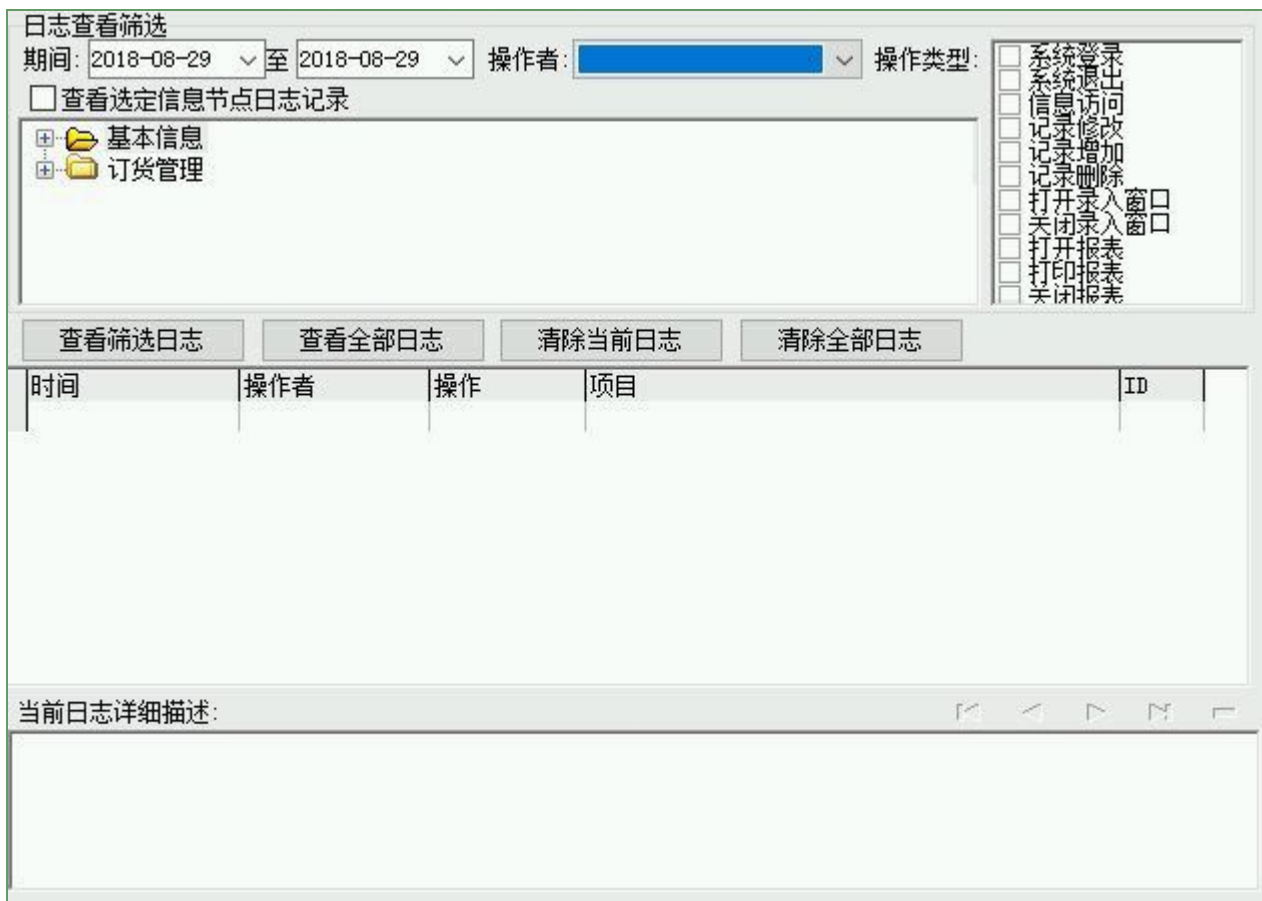 日志查看筛选
期间: 2018-08-29 至 2018-08-29 操作者: 操作类型:
系统登录
系统退出
信息访问
记录修改
记录增加
记录删除
打开录入窗口
关闭录入窗口
打开报表
打印报表
关闭报表
查看选定信息节点日志记录
基本信息
订货管理
查看筛选日志 查看全部日志 清除当前日志 清除全部日志
时间 操作者 操作 项目 ID
当前日志详细描述: